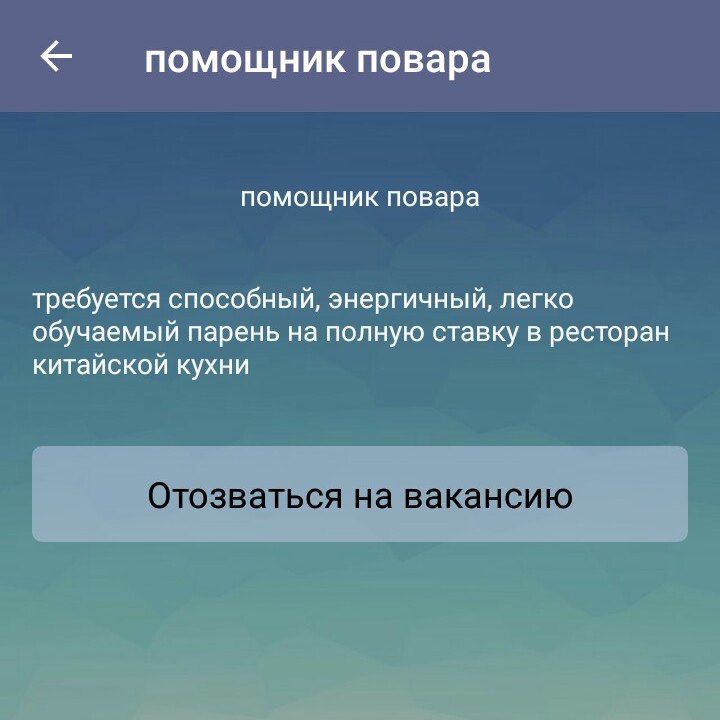 помощник повара
помощник повара
требуется способный, энергичный, легко
обучаемый парень на полную ставку в ресторан
китайской кухни
Отозваться на вакансию